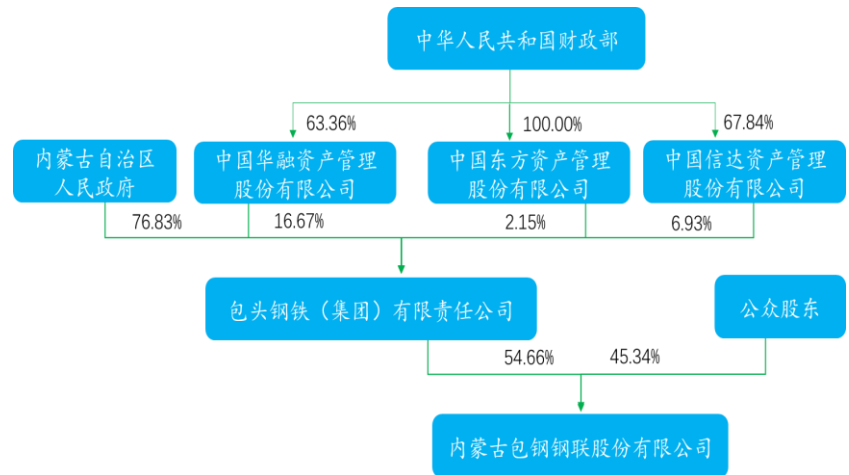 中华人民共和国财政部
63.36%
100.00%
67.84%
内蒙古自治区
人民政府
中国华融资产管理
股份有限公司
中国东方资产管理
股份有限公司
中国信达资产管理
股份有限公司
76.83%
16.67%
2.15%
6.93%
包头钢铁（集团）有限责任公司
公众股东
54.66%
45.34%
内蒙古包钢钢联股份有限公司